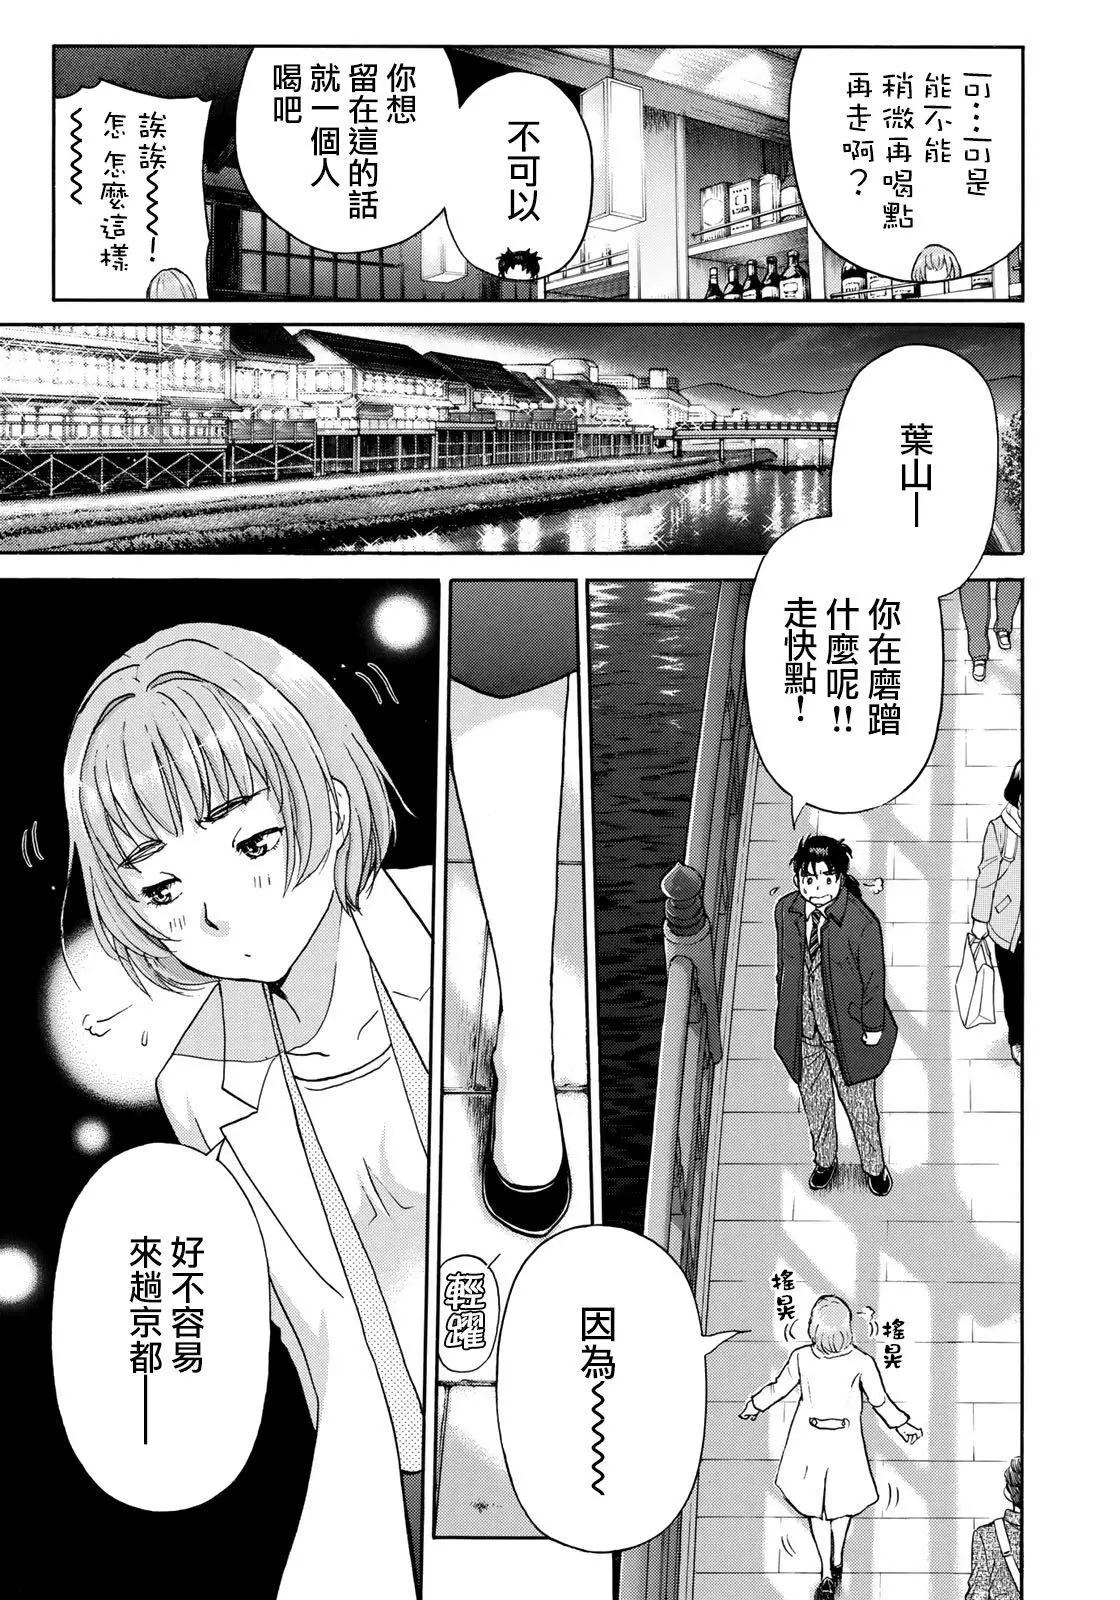 可…可是
能不能
稍微再喝點
再走啊？
不可以
你想
留在這的話
就一個人
喝吧
誒誒～！
怎怎麼這樣～
葉山—
你在磨蹭
什麼呢!!
走快點！
搖晃
搖晃
因為～
輕躍
好不容易
來趟京都—